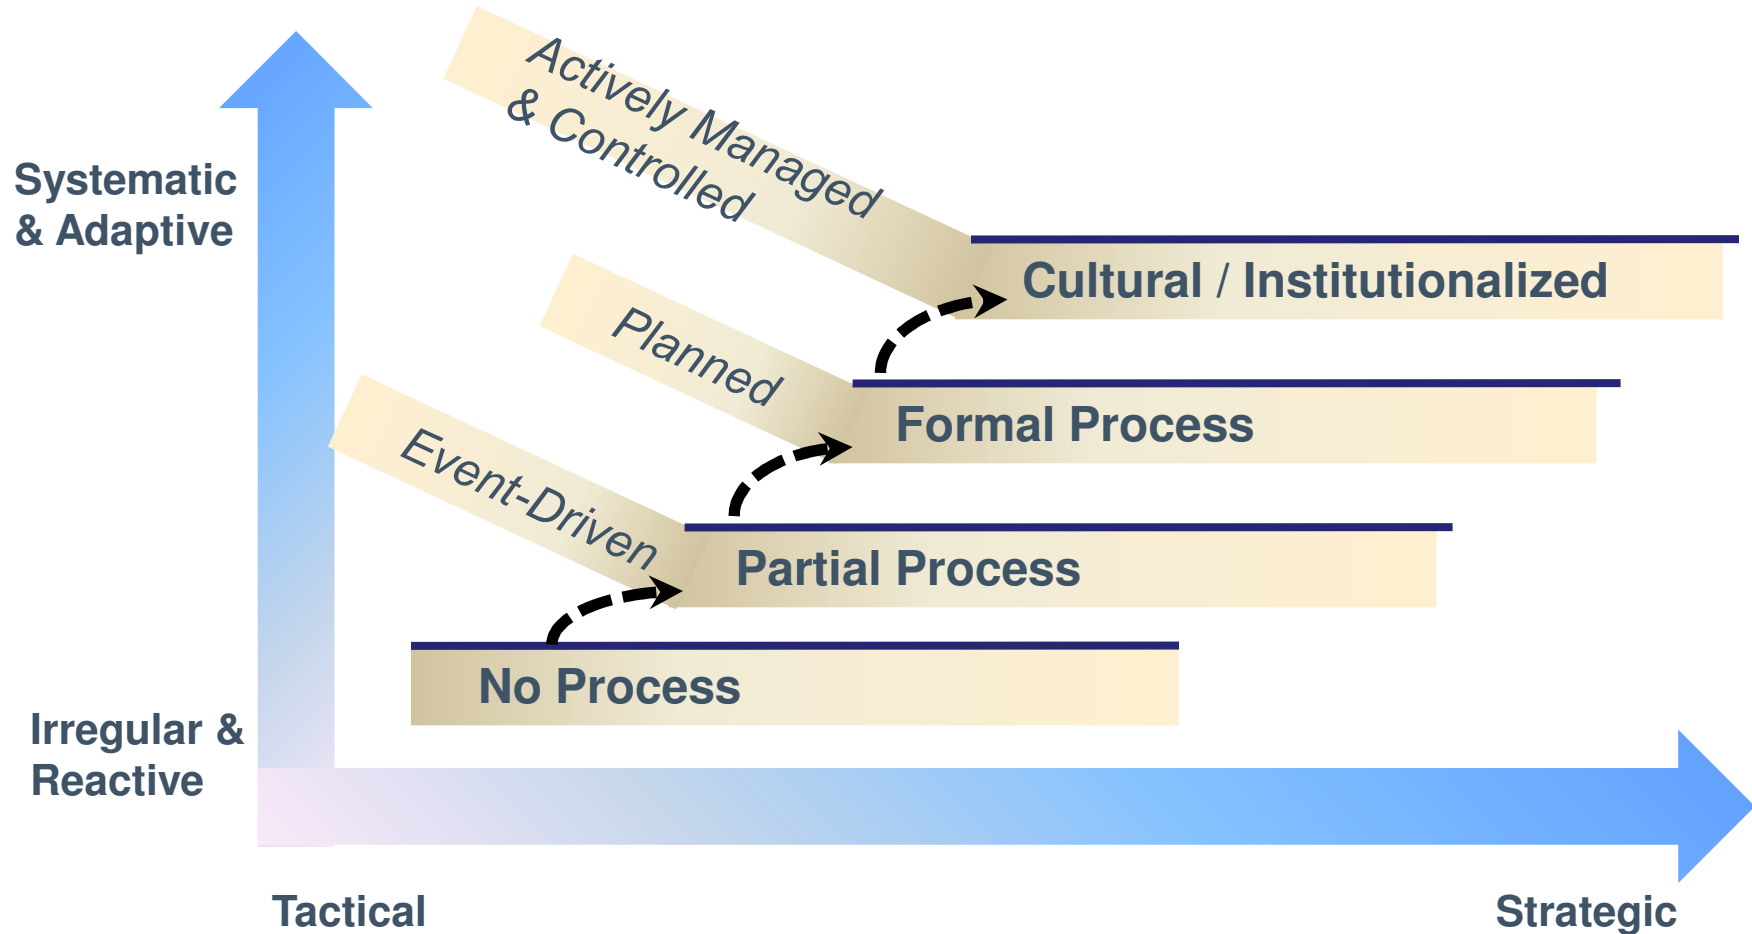 Actively Managed
& Controlled
Systematic
& Adaptive
Cultural / Institutionalized
Planned
Formal Process
Event-Driven
Partial Process
No Process
Irregular &
Reactive
Tactical
Strategic